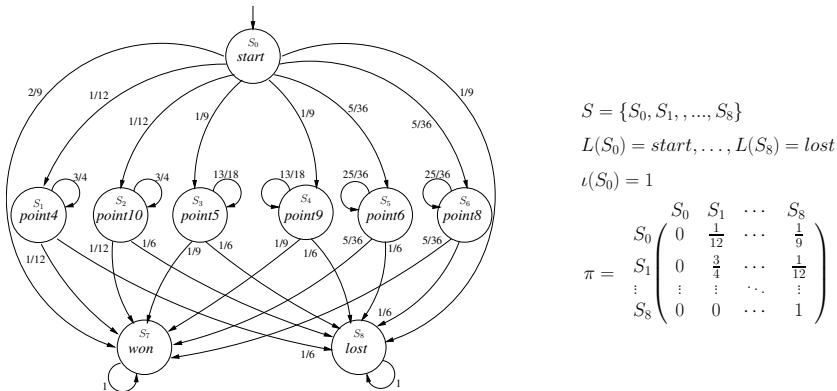 S0
start
2/9
1/12
1/12
1/9
1/9
5/36
5/36
1/9
3/4
3/4
13/18
13/18
25/36
25/36
S1
point4
S2
point10
S3
point5
S4
point9
S5
point6
S6
point8
1/12
1/12
1/6
1/9
1/6
1/9
1/6
5/36
1/6
5/36
1/6
1/6
S7
won
S8
lost
1
1
S = {S0, S1, , ..., S8}
L(S0) = start, . . . , L(S8) = lost
ι(S0) = 1
S0 S1 ··· S8
S0 0 1/12 ··· 1/9
π = S1 0 3/4 ··· 1/12
⋮ ⋮ ⋮ ⋱ ⋮
S8 0 0 ··· 1